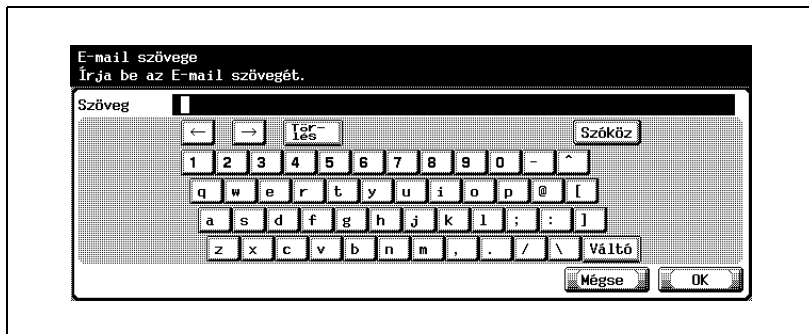 E-mail szövege
Írja be az E-mail szövegét.
Szöveg
← → Tör-
lés Szóköz
1 2 3 4 5 6 7 8 9 0 - ^
q w e r t y u i o p @ [
a s d f g h j k l ; : ]
z x c v b n m , . / \ Váltó
Mégse OK